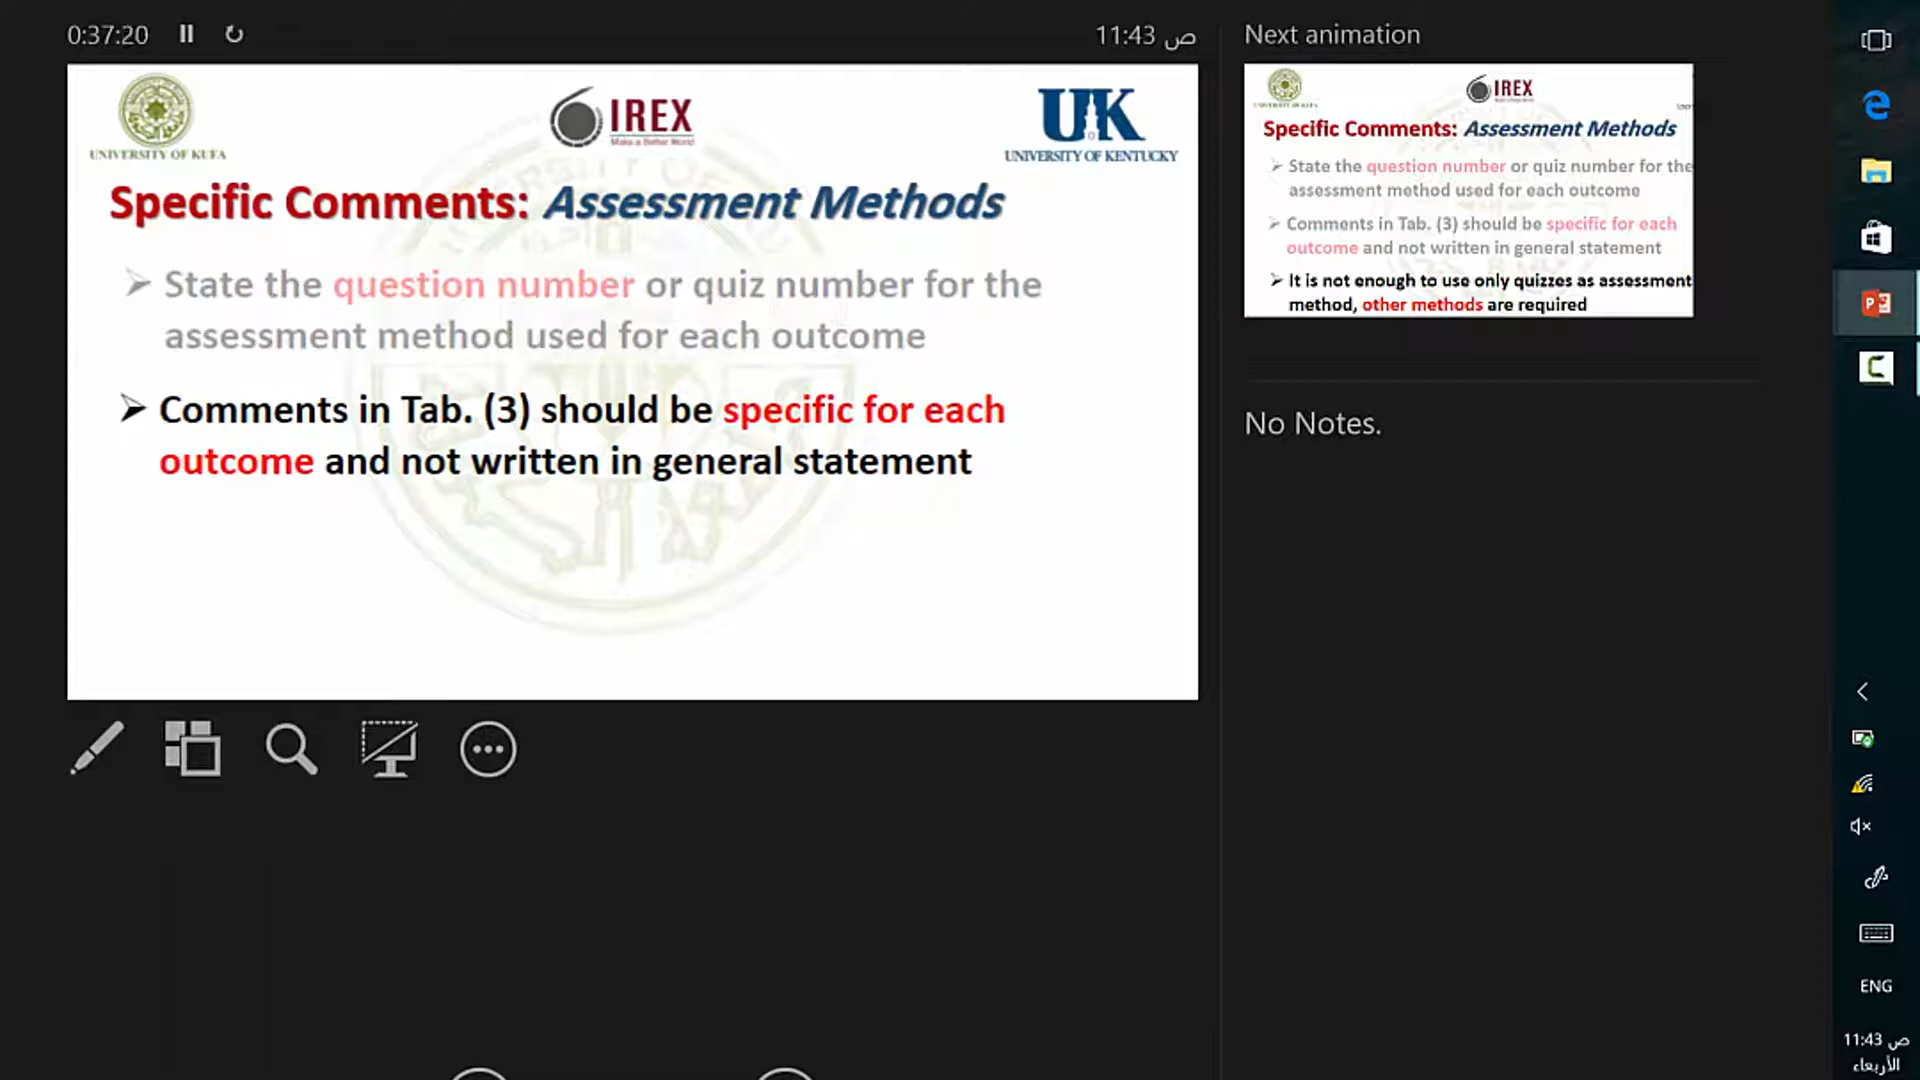 0:37:20
11:43 ص
Next animation
UNIVERSITY OF KUFA
IREX
Make a Better World
UK
UNIVERSITY OF KENTUCKY
Specific Comments: Assessment Methods
➢ State the question number or quiz number for the
assessment method used for each outcome
➢ Comments in Tab. (3) should be specific for each
outcome and not written in general statement
IREX
Specific Comments: Assessment Methods
➢ State the question number or quiz number for the
assessment method used for each outcome
➢ Comments in Tab. (3) should be specific for each
outcome and not written in general statement
➢ It is not enough to use only quizzes as assessment
method, other methods are required
No Notes.
ENG
11:43 ص
الأربعاء